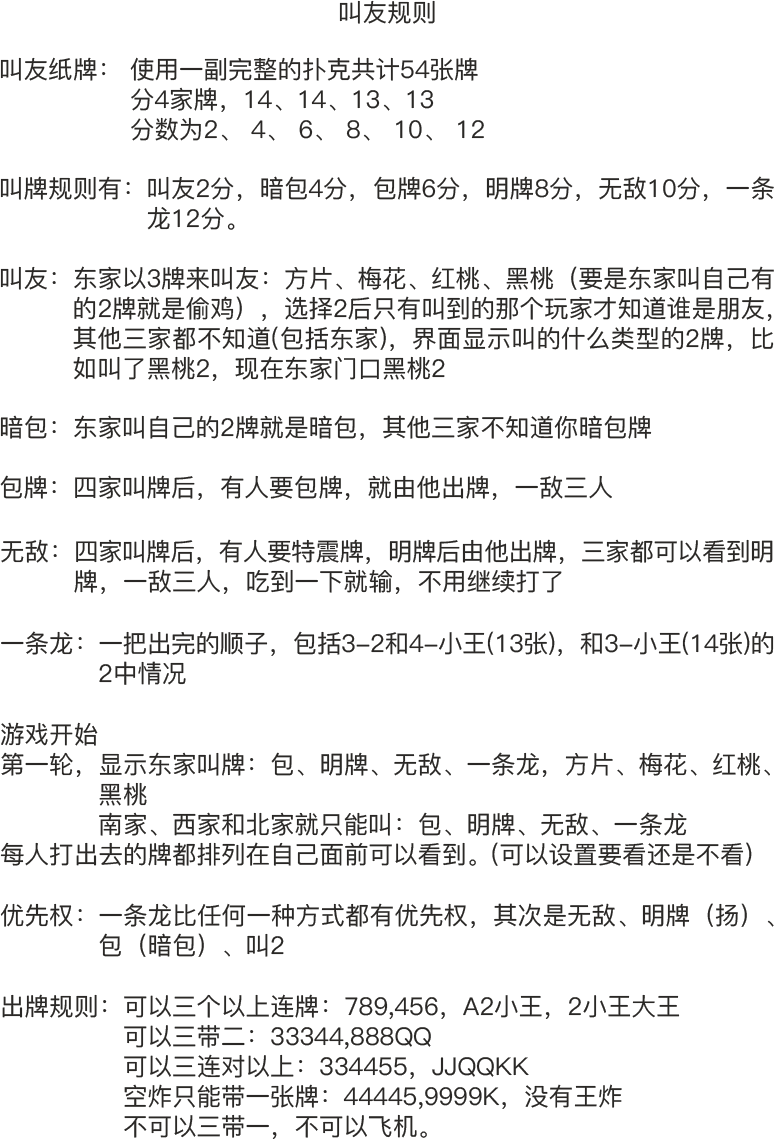 叫友规则
叫友纸牌： 使用一副完整的扑克共计54张牌
分4家牌，14、14、13、13
分数为2、 4、 6、 8、 10、 12
叫牌规则有：叫友2分，暗包4分，包牌6分，明牌8分，无敌10分，一条
龙12分。
叫友：东家以3牌来叫友：方片、梅花、红桃、黑桃（要是东家叫自己有
的2牌就是偷鸡），选择2后只有叫到的那个玩家才知道谁是朋友，
其他三家都不知道(包括东家)，界面显示叫的什么类型的2牌，比
如叫了黑桃2，现在东家门口黑桃2
暗包：东家叫自己的2牌就是暗包，其他三家不知道你暗包牌
包牌：四家叫牌后，有人要包牌，就由他出牌，一敌三人
无敌：四家叫牌后，有人要特震牌，明牌后由他出牌，三家都可以看到明
牌，一敌三人，吃到一下就输，不用继续打了
一条龙：一把出完的顺子，包括3-2和4-小王(13张)，和3-小王(14张)的
2中情况
游戏开始
第一轮，显示东家叫牌：包、明牌、无敌、一条龙，方片、梅花、红桃、
黑桃
南家、西家和北家就只能叫：包、明牌、无敌、一条龙
每人打出去的牌都排列在自己面前可以看到。(可以设置要看还是不看）
优先权：一条龙比任何一种方式都有优先权，其次是无敌、明牌（扬）、
包（暗包）、叫2
出牌规则：可以三个以上连牌：789,456，A2小王，2小王大王
可以三带二：33344,888QQ
可以三连对以上：334455，JJQQKK
空炸只能带一张牌：44445,9999K，没有王炸
不可以三带一，不可以飞机。